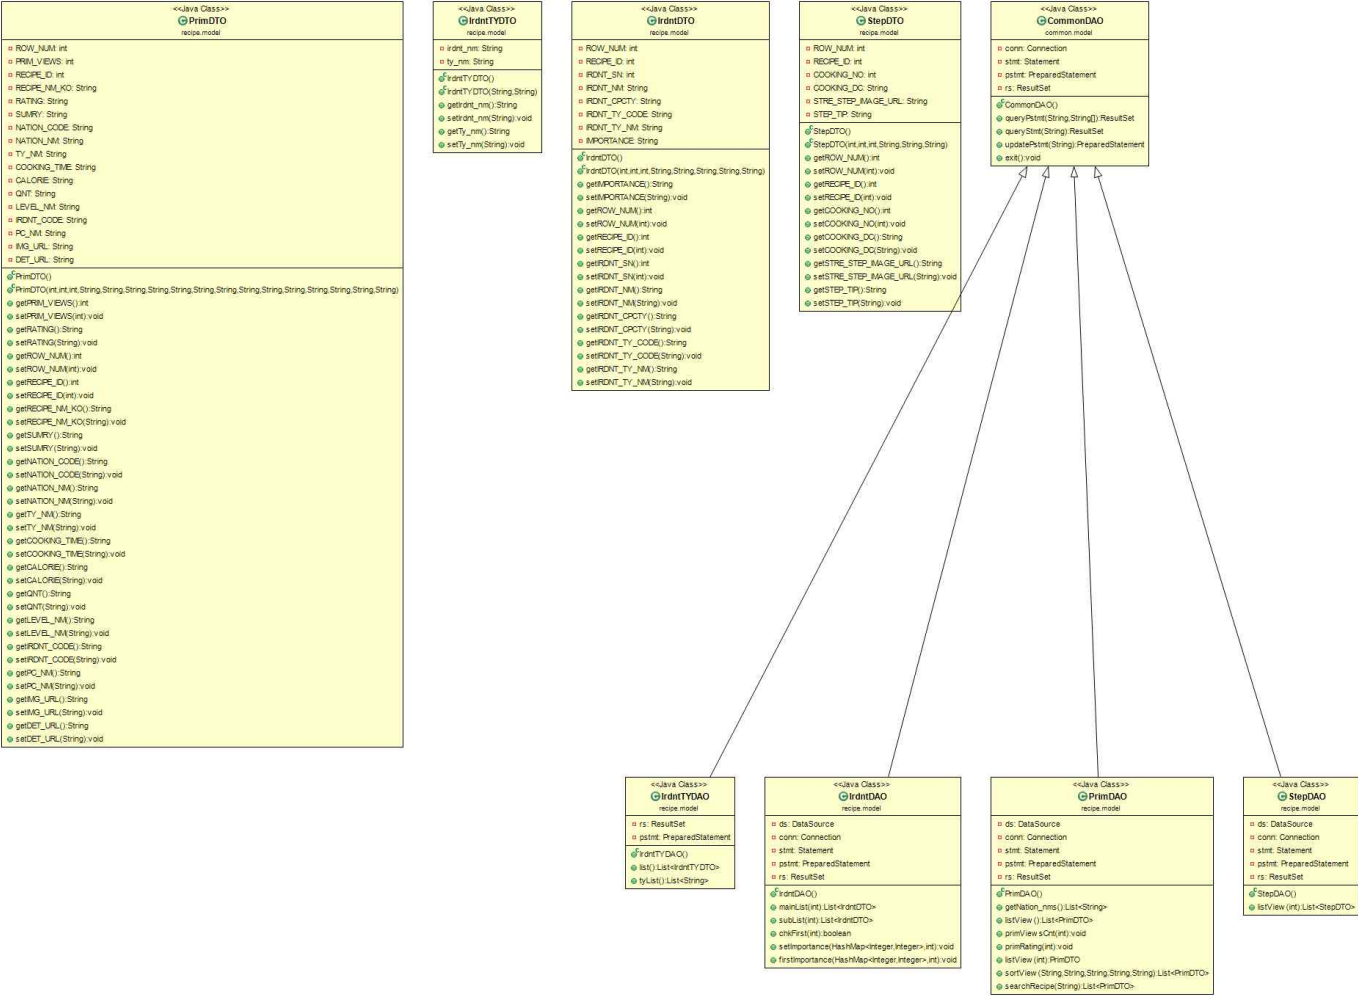 <<Java Class>>
PrimDTO
recipe.model
ROW_NUM: int
PRIM_VIEWS: int
RECIPE_ID: int
RECIPE_NM_KO: String
RATING: String
SUMRY: String
NATION_CODE: String
NATION_NM: String
TY_NM: String
COOKING_TIME: String
CALORIE: String
QNT: String
LEVEL_NM: String
IRDNT_CODE: String
PC_NM: String
IMG_URL: String
DET_URL: String
PrimDTO()
PrimDTO(int,int,int,String,String,String,String,String,String,String,String,String,String,String,String,String,String)
getPRIM_VIEWS():int
setPRIM_VIEWS(int):void
getRATING():String
setRATING(String):void
getROW_NUM():int
setROW_NUM(int):void
getRECIPE_ID():int
setRECIPE_ID(int):void
getRECIPE_NM_KO():String
setRECIPE_NM_KO(String):void
getSUMRY():String
setSUMRY(String):void
getNATION_CODE():String
setNATION_CODE(String):void
getNATION_NM():String
setNATION_NM(String):void
getTY_NM():String
setTY_NM(String):void
getCOOKING_TIME():String
setCOOKING_TIME(String):void
getCALORIE():String
setCALORIE(String):void
getQNT():String
setQNT(String):void
getLEVEL_NM():String
setLEVEL_NM(String):void
getIRDNT_CODE():String
setIRDNT_CODE(String):void
getPC_NM():String
setPC_NM(String):void
getIMG_URL():String
setIMG_URL(String):void
getDET_URL():String
setDET_URL(String):void
<<Java Class>>
IrdntTYDTO
recipe.model
irdnt_nm: String
ty_nm: String
IrdntTYDTO()
IrdntTYDTO(String,String)
getIrdnt_nm():String
setIrdnt_nm(String):void
getTy_nm():String
setTy_nm(String):void
<<Java Class>>
IrdntDTO
recipe.model
ROW_NUM: int
RECIPE_ID: int
IRDNT_SN: int
IRDNT_NM: String
IRDNT_CPCTY: String
IRDNT_TY_CODE: String
IRDNT_TY_NM: String
IMPORTANCE: String
IrdntDTO()
IrdntDTO(int,int,int,String,String,String,String,String)
getIMPORTANCE():String
setIMPORTANCE(String):void
getROW_NUM():int
setROW_NUM(int):void
getRECIPE_ID():int
setRECIPE_ID(int):void
getIRDNT_SN():int
setIRDNT_SN(int):void
getIRDNT_NM():String
setIRDNT_NM(String):void
getIRDNT_CPCTY():String
setIRDNT_CPCTY(String):void
getIRDNT_TY_CODE():String
setIRDNT_TY_CODE(String):void
getIRDNT_TY_NM():String
setIRDNT_TY_NM(String):void
<<Java Class>>
StepDTO
recipe.model
ROW_NUM: int
RECIPE_ID: int
COOKING_NO: int
COOKING_DC: String
STRE_STEP_IMAGE_URL: String
STEP_TIP: String
StepDTO()
StepDTO(int,int,int,String,String,String)
getROW_NUM():int
setROW_NUM(int):void
getRECIPE_ID():int
setRECIPE_ID(int):void
getCOOKING_NO():int
setCOOKING_NO(int):void
getCOOKING_DC():String
setCOOKING_DC(String):void
getSTRE_STEP_IMAGE_URL():String
setSTRE_STEP_IMAGE_URL(String):void
getSTEP_TIP():String
setSTEP_TIP(String):void
<<Java Class>>
CommonDAO
common.model
conn: Connection
stmt: Statement
pstmt: PreparedStatement
rs: ResultSet
CommonDAO()
queryPstmt(String,String[]):ResultSet
queryStmt(String):ResultSet
updatePstmt(String):PreparedStatement
exit():void
<<Java Class>>
IrdntTYDAO
recipe.model
rs: ResultSet
pstmt: PreparedStatement
IrdntTYDAO()
list():List<IrdntTYDTO>
tyList():List<String>
<<Java Class>>
IrdntDAO
recipe.model
ds: DataSource
conn: Connection
stmt: Statement
pstmt: PreparedStatement
rs: ResultSet
IrdntDAO()
mainList(int):List<IrdntDTO>
subList(int):List<IrdntDTO>
chkFirst(int):boolean
setImportance(HashMap<Integer,Integer>,int):void
firstImportance(HashMap<Integer,Integer>,int):void
<<Java Class>>
PrimDAO
recipe.model
ds: DataSource
conn: Connection
stmt: Statement
pstmt: PreparedStatement
rs: ResultSet
PrimDAO()
getNation_nms():List<String>
listView():List<PrimDTO>
primViewsCnt(int):void
primRating(int):void
listView(int):PrimDTO
sortView(String,String,String,String,String):List<PrimDTO>
searchRecipe(String):List<PrimDTO>
<<Java Class>>
StepDAO
recipe.model
ds: DataSource
conn: Connection
stmt: Statement
pstmt: PreparedStatement
rs: ResultSet
StepDAO()
listView(int):List<StepDTO>